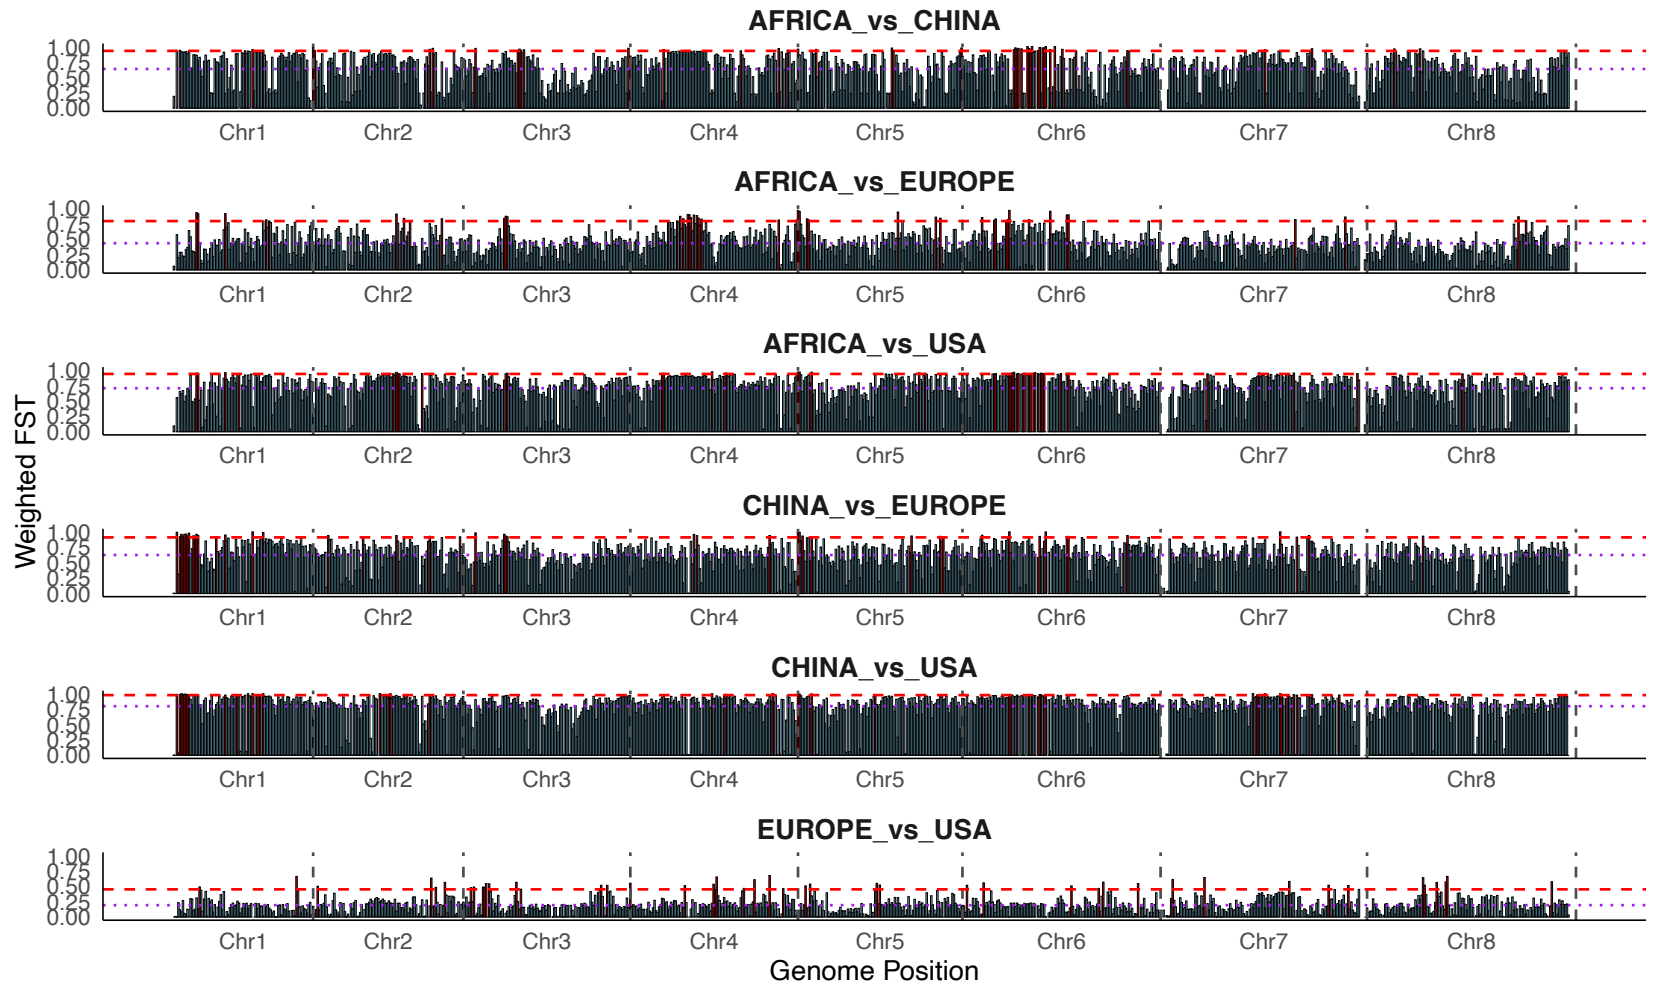 AFRICA_vs_CHINA
1.00
0.75
0.50
0.25
0.00
Chr1 Chr2 Chr3 Chr4 Chr5 Chr6 Chr7 Chr8
AFRICA_vs_EUROPE
1.00
0.75
0.50
0.25
0.00
Chr1 Chr2 Chr3 Chr4 Chr5 Chr6 Chr7 Chr8
AFRICA_vs_USA
1.00
0.75
0.50
0.25
0.00
Chr1 Chr2 Chr3 Chr4 Chr5 Chr6 Chr7 Chr8
Weighted FST
CHINA_vs_EUROPE
1.00
0.75
0.50
0.25
0.00
Chr1 Chr2 Chr3 Chr4 Chr5 Chr6 Chr7 Chr8
CHINA_vs_USA
1.00
0.75
0.50
0.25
0.00
Chr1 Chr2 Chr3 Chr4 Chr5 Chr6 Chr7 Chr8
EUROPE_vs_USA
1.00
0.75
0.50
0.25
0.00
Chr1 Chr2 Chr3 Chr4 Chr5 Chr6 Chr7 Chr8
Genome Position